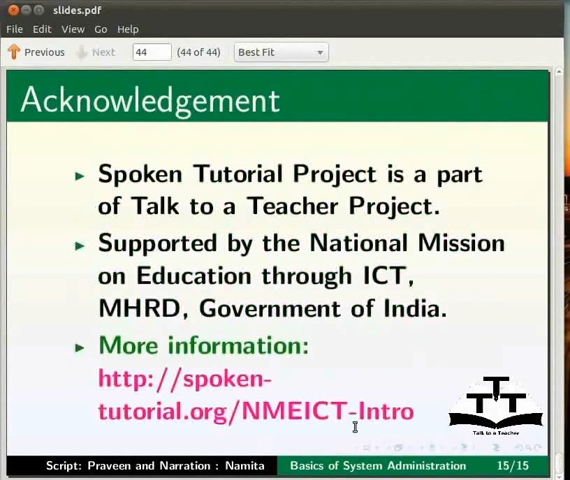 slides.pdf
File Edit View Go Help
Previous Next 44 (44 of 44) Best Fit
Acknowledgement
Spoken Tutorial Project is a part
of Talk to a Teacher Project.
Supported by the National Mission
on Education through ICT,
MHRD, Government of India.
More information:
http://spoken-
tutorial.org/NMEICT-Intro
TTT
Talk to a Teacher
Script: Praveen and Narration : Namita Basics of System Administration 15/15